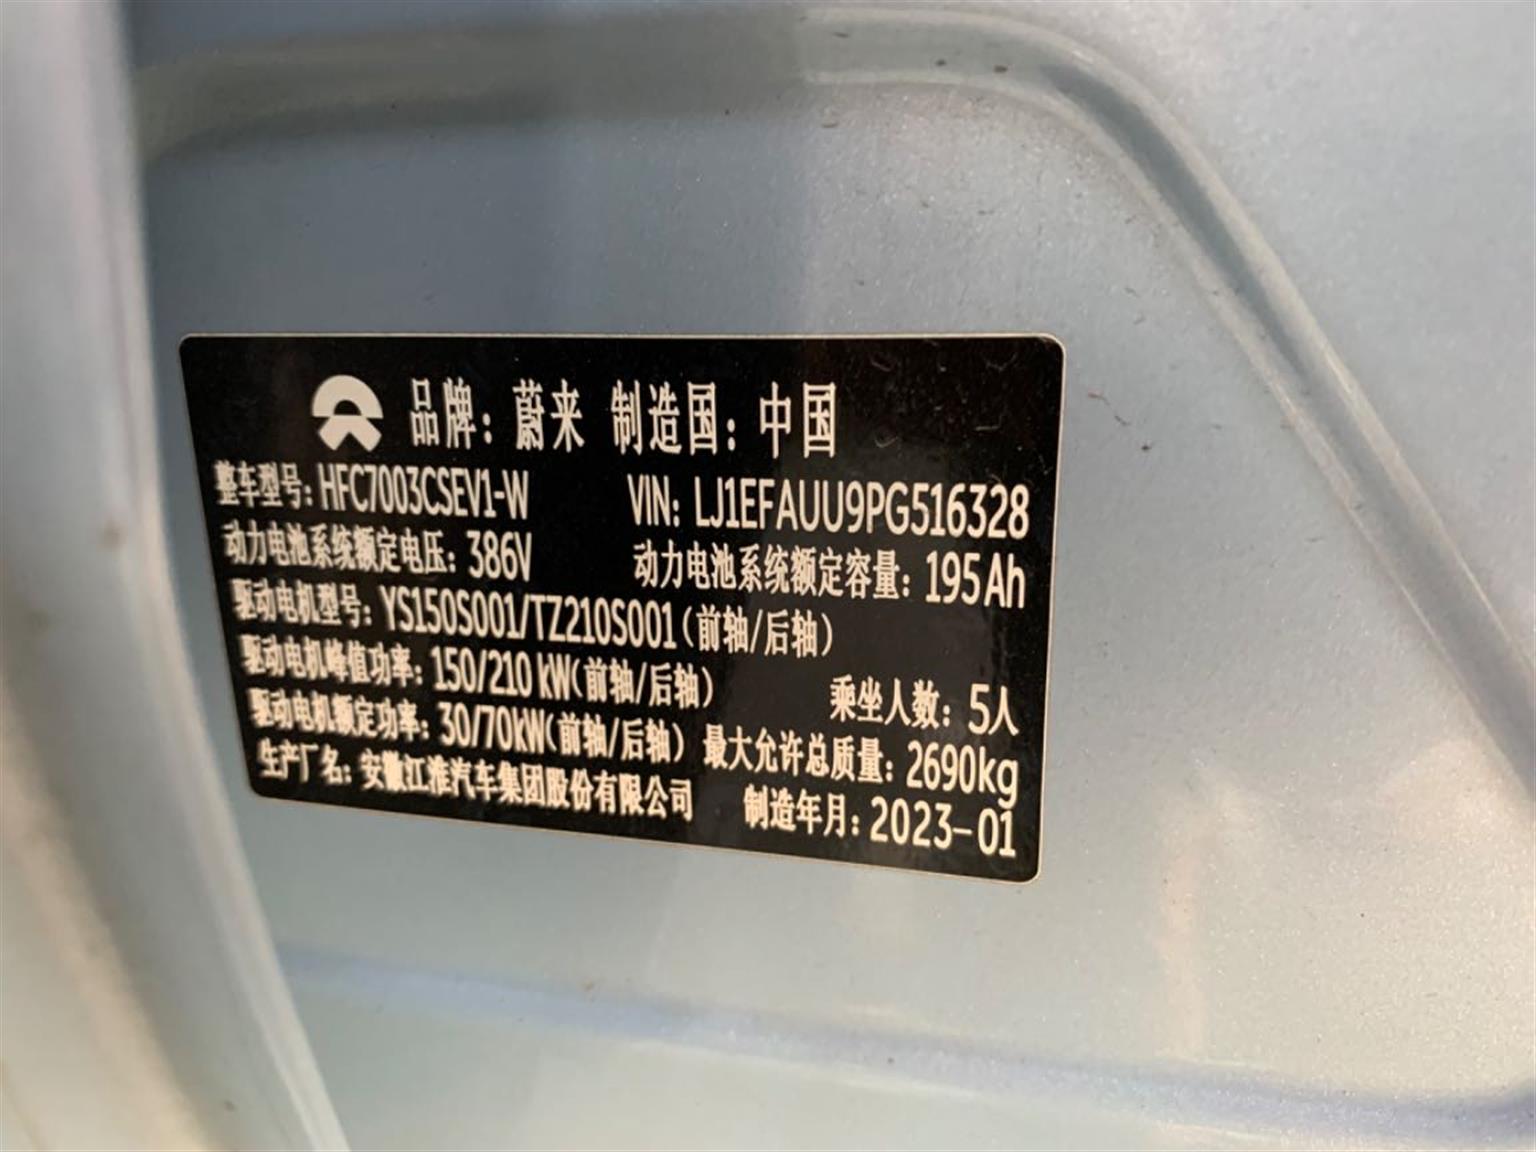 品牌：蔚来 制造国：中国
整车型号：HFC7003CSEV1-W VIN：LJ1EFAUU9PG516328
动力电池系统额定电压：386V 动力电池系统额定容量：195Ah
驱动电机型号：YS150S001/TZ210S001(前轴/后轴)
驱动电机峰值功率：150/210 kW(前轴/后轴) 乘坐人数：5人
驱动电机额定功率：30/70kW(前轴/后轴) 最大允许总质量：2690kg
生产厂名：安徽江淮汽车集团股份有限公司 制造年月：2023-01